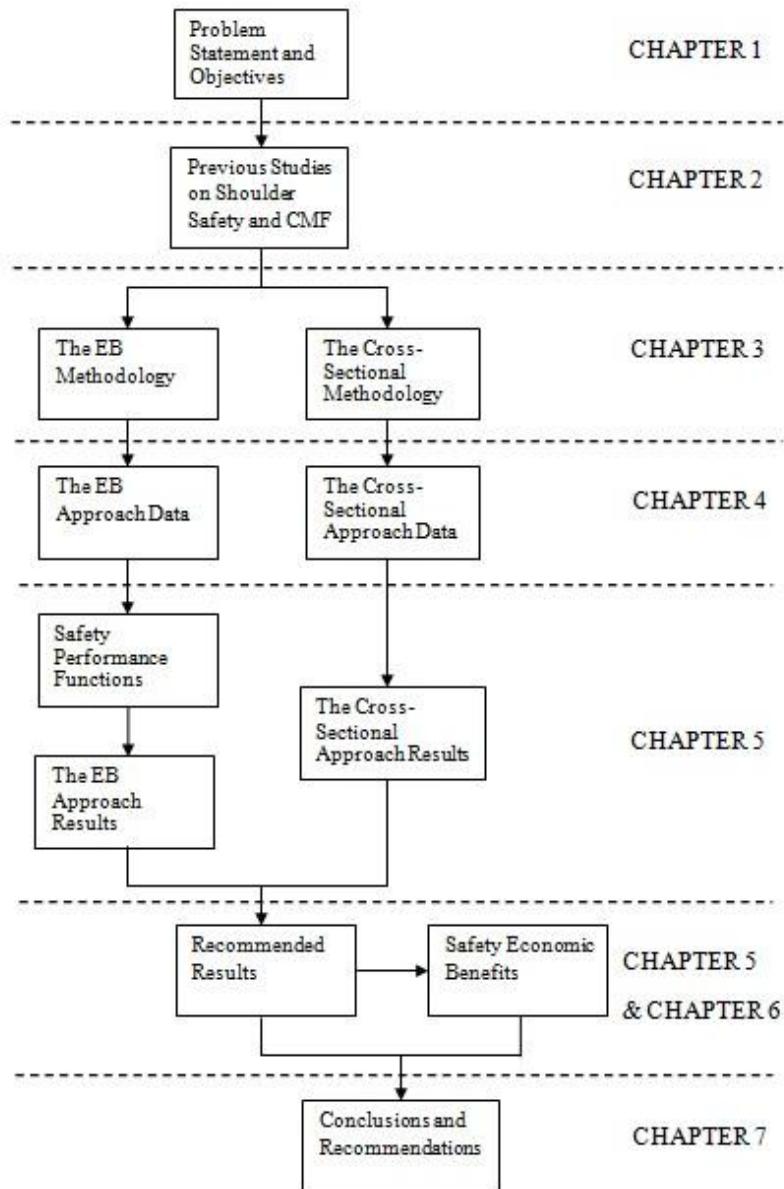 Problem
Statement and
Objectives
CHAPTER 1
Previous Studies
on Shoulder
Safety and CMF
CHAPTER 2
The EB
Methodology
The Cross-
Sectional
Methodology
CHAPTER 3
The EB
Approach Data
The Cross-
Sectional
Approach Data
CHAPTER 4
Safety
Performance
Functions
The Cross-
Sectional
Approach Results
CHAPTER 5
The EB
Approach
Results
Recommended
Results
Safety Economic
Benefits
CHAPTER 5
& CHAPTER 6
Conclusions and
Recommendations
CHAPTER 7